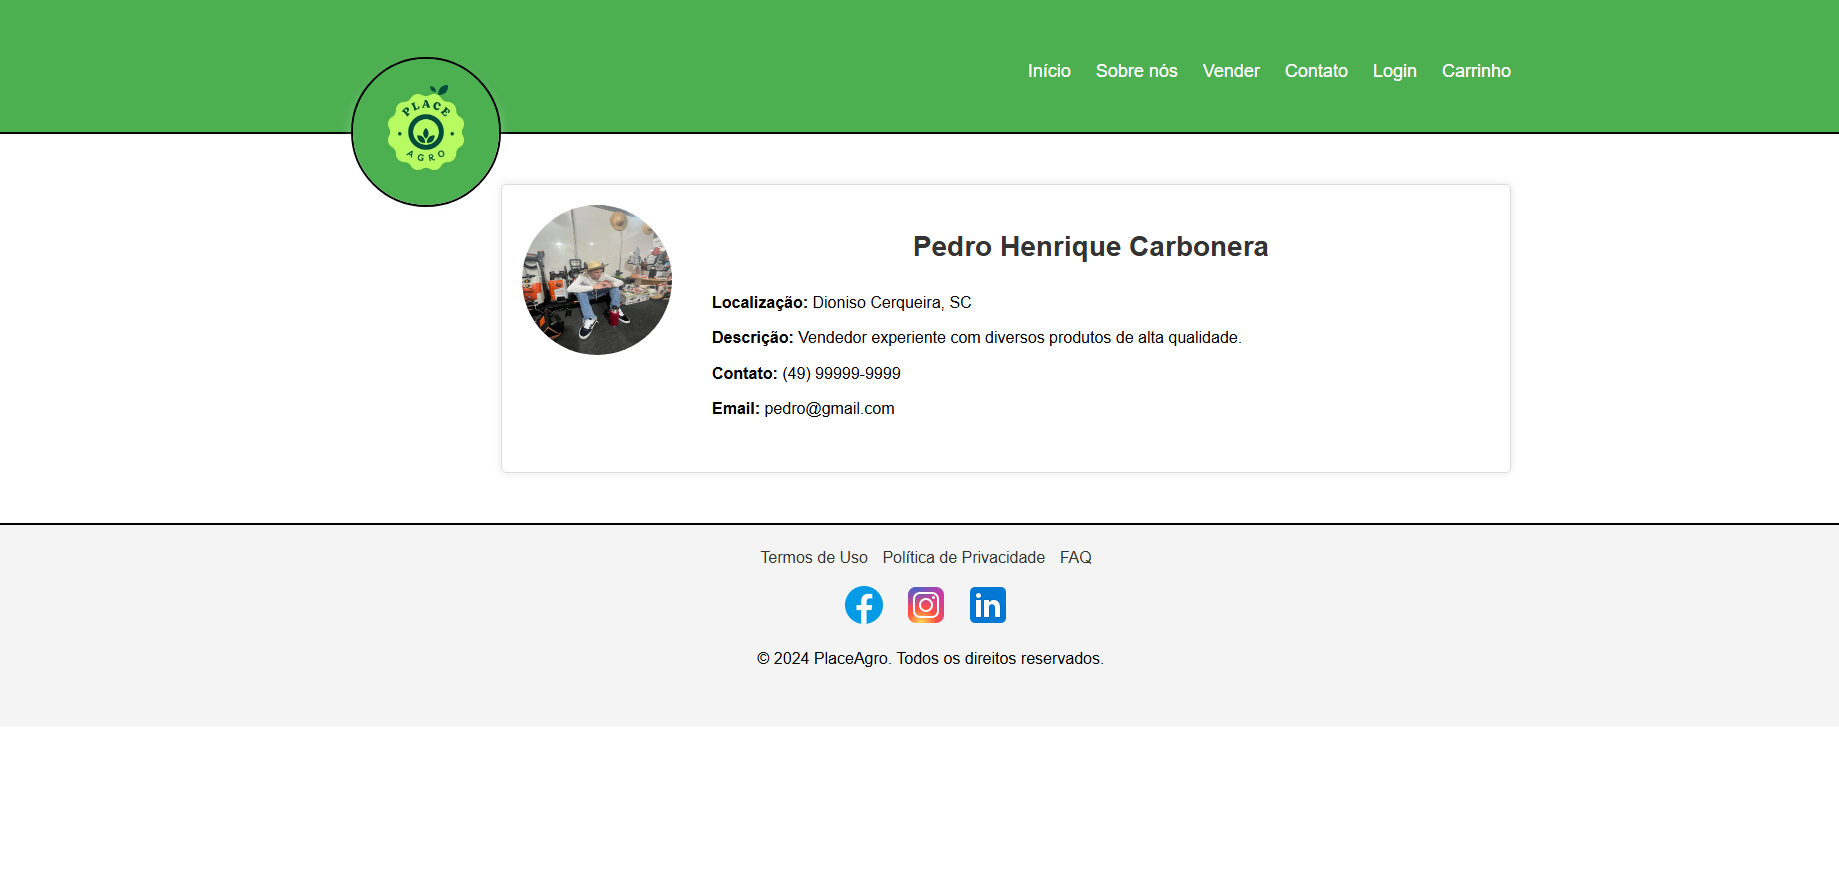 Início Sobre nós Vender Contato Login Carrinho
PLACE
AGRO
Pedro Henrique Carbonera
Localização: Dioniso Cerqueira, SC
Descrição: Vendedor experiente com diversos produtos de alta qualidade.
Contato: (49) 99999-9999
Email: pedro@gmail.com
Termos de Uso Política de Privacidade FAQ
in
© 2024 PlaceAgro. Todos os direitos reservados.